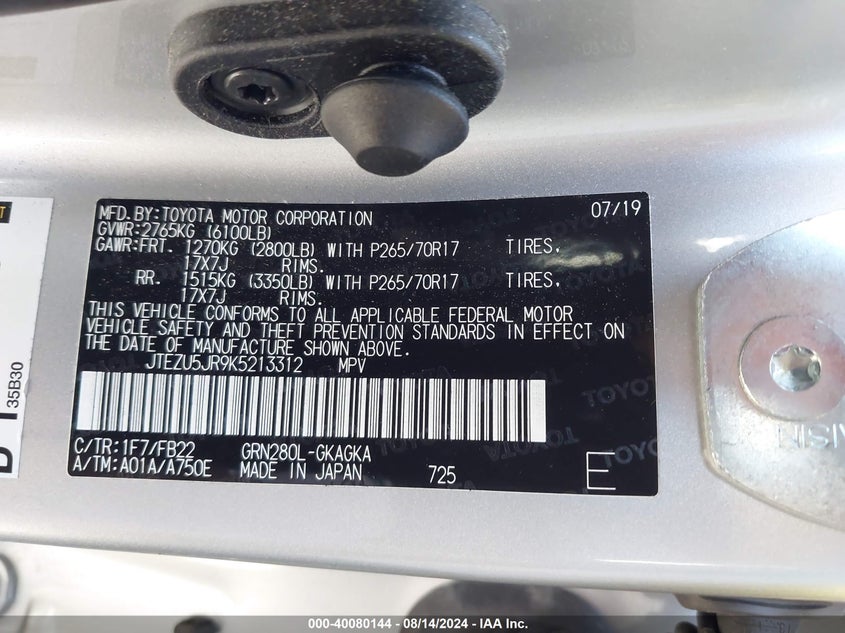 MFD.BY:TOYOTA MOTOR CORPORATION 07/19
GVWR:2765KG (6100LB)
GAWR:FRT. 1270KG (2800LB) WITH P265/70R17 TIRES.
17X7J RIMS.
RR. 1515KG (3350LB) WITH P265/70R17 TIRES.
17X7J RIMS.
THIS VEHICLE CONFORMS TO ALL APPLICABLE FEDERAL MOTOR
VEHICLE SAFETY AND THEFT PREVENTION STANDARDS IN EFFECT ON
THE DATE OF MANUFACTURE SHOWN ABOVE.
JTEZU5JR9K5213312 MPV
C/TR:1F7/FB22 GRN280L-GKAGKA
A/TM:A01A/A750E MADE IN JAPAN 725 E
35B30
AISIN
000-40080144 - 08/14/2024 - IAA Inc.